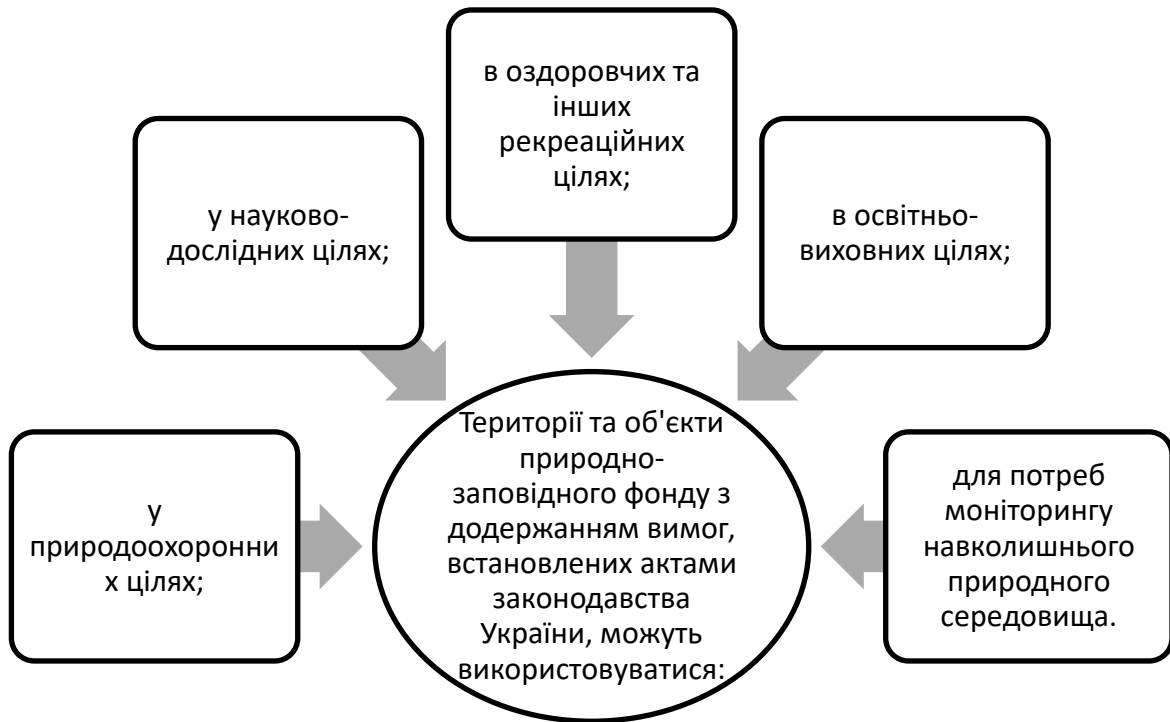 в оздоровчих та
інших
рекреаційних
цілях;
у науково-
дослідних цілях;
в освітньо-
виховних цілях;
у
природоохоронни
х цілях;
Території та об'єкти
природно-
заповідного фонду з
додержанням вимог,
встановлених актами
законодавства
України, можуть
використовуватися:
для потреб
моніторингу
навколишнього
природного
середовища.